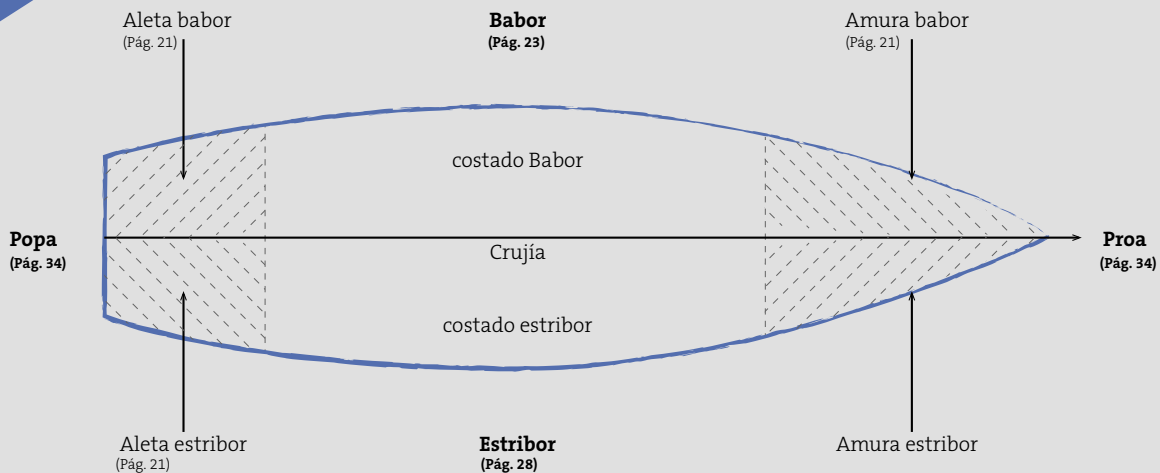 Aleta babor
(Pág. 21)
Babor
(Pág. 23)
Amura babor
(Pág. 21)
costado Babor
Popa
(Pág. 34)
Crujía
Proa
(Pág. 34)
costado estribor
Aleta estribor
(Pág. 21)
Estribor
(Pág. 28)
Amura estribor